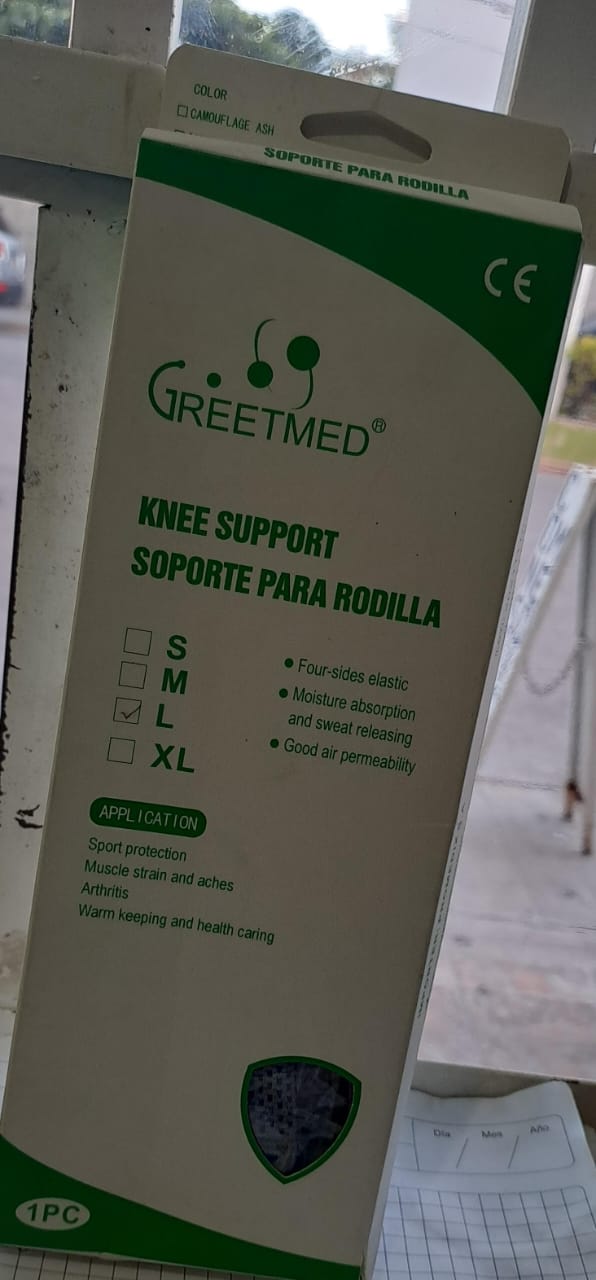 COLOR
CAMOUFLAGE ASH
SOPORTE PARA RODILLA
CE
GREETMED®
KNEE SUPPORT
SOPORTE PARA RODILLA
S
M
L
XL
• Four-sides elastic
• Moisture absorption
and sweat releasing
• Good air permeability
APPLICATION
Sport protection
Muscle strain and aches
Arthritis
Warm keeping and health caring
1PC
Día / Mes / Año